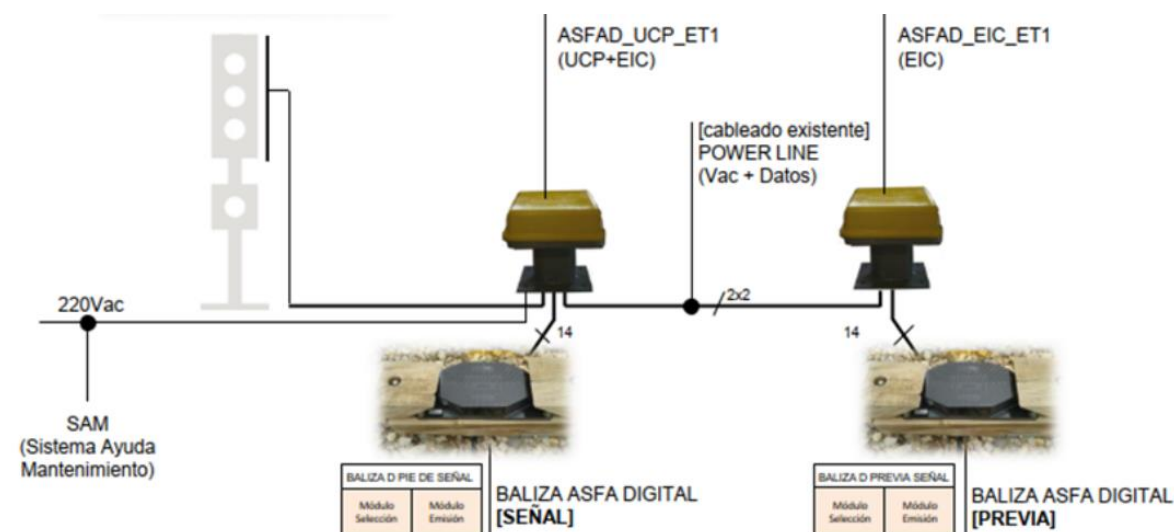 ASFAD_UCP_ET1
(UCP+EIC)
ASFAD_EIC_ET1
(EIC)
[cableado existente]
POWER LINE
(Vac + Datos)
220Vac
2x2
14
14
SAM
(Sistema Ayuda
Mantenimiento)
BALIZA D PIE DE SEÑAL
Módulo
Selección
Módulo
Emisión
BALIZA ASFA DIGITAL
[SEÑAL]
BALIZA D PREVIA SEÑAL
Módulo
Selección
Módulo
Emisión
BALIZA ASFA DIGITAL
[PREVIA]